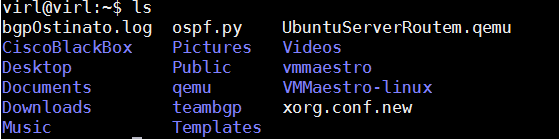 virl@virl:~$ ls
bgpOstinato.log ospf.py UbuntuServerRoutem.qemu
CiscoBlackBox Pictures Videos
Desktop Public vmmaestro
Documents qemu VMMaestro-linux
Downloads teambgp xorg.conf.new
Music Templates